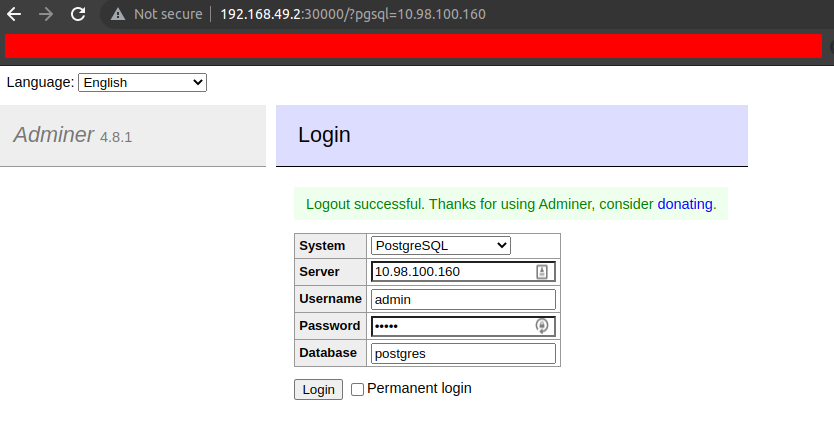 Not secure | 192.168.49.2:30000/?pgsql=10.98.100.160
Language: English
Adminer 4.8.1
Login
Logout successful. Thanks for using Adminer, consider donating.
System PostgreSQL
Server 10.98.100.160
Username admin
Password •••••
Database postgres
Login Permanent login